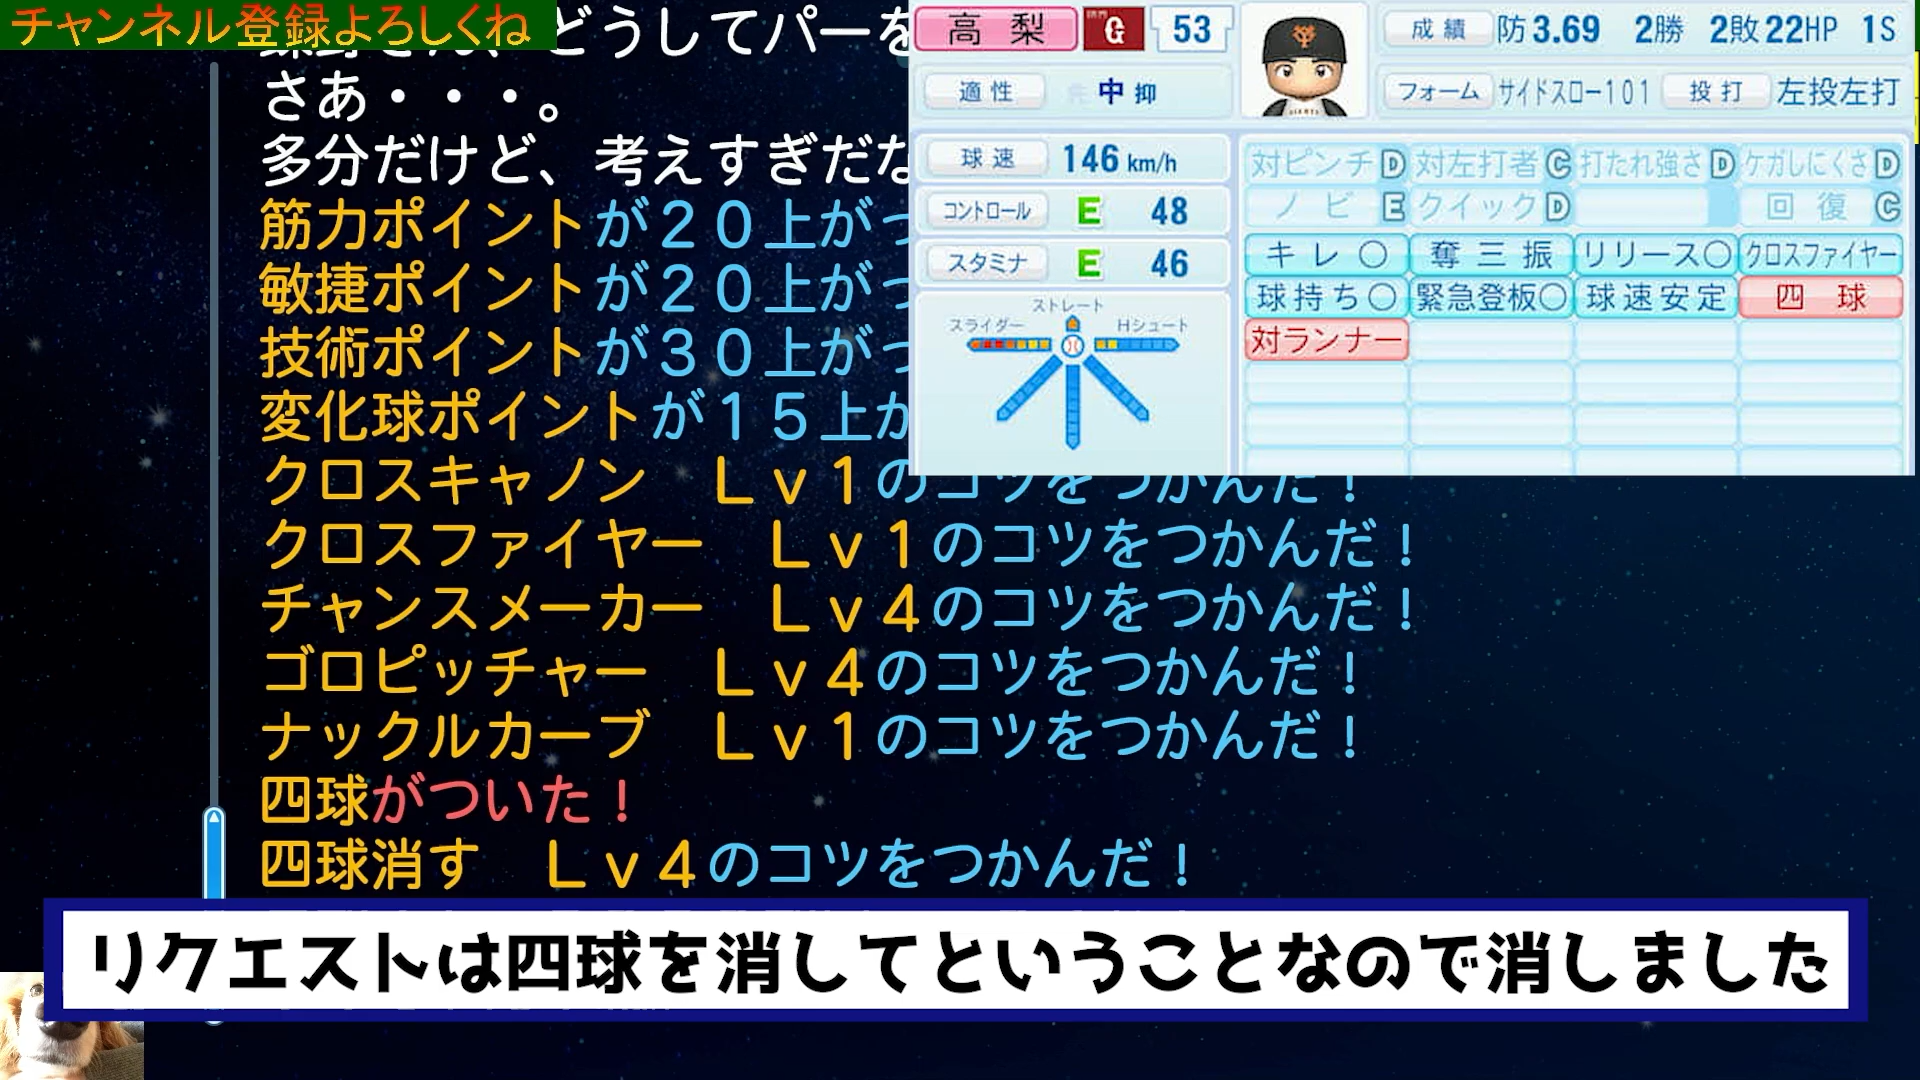 チャンネル登録よろしくね
どうしてパーを
さあ・・・。
多分だけど、考えすぎだな
筋力ポイントが２０上がっ
敏捷ポイントが２０上がっ
技術ポイントが３０上がっ
変化球ポイントが１５上が
クロスキャノン　Ｌｖ１のコツをつかんだ！
クロスファイヤー　Ｌｖ１のコツをつかんだ！
チャンスメーカー　Ｌｖ４のコツをつかんだ！
ゴロピッチャー　Ｌｖ４のコツをつかんだ！
ナックルカーブ　Ｌｖ１のコツをつかんだ！
四球がついた！
四球消す　Ｌｖ４のコツをつかんだ！
高梨 G 53
適性 先 中 抑
成績 防3.69 2勝 2敗 22HP 1S
フォーム サイドスロー101 投打 左投左打
球速 146km/h
コントロール E 48
スタミナ E 46
ストレート
スライダー Hシュート
対ピンチ D 対左打者 C 打たれ強さ D ケガしにくさ D
ノビ E クイック D 回復 C
キレ○ 奪三振 リリース○ クロスファイヤー
球持ち○ 緊急登板○ 球速安定 四球
対ランナー
リクエストは四球を消してということなので消しました